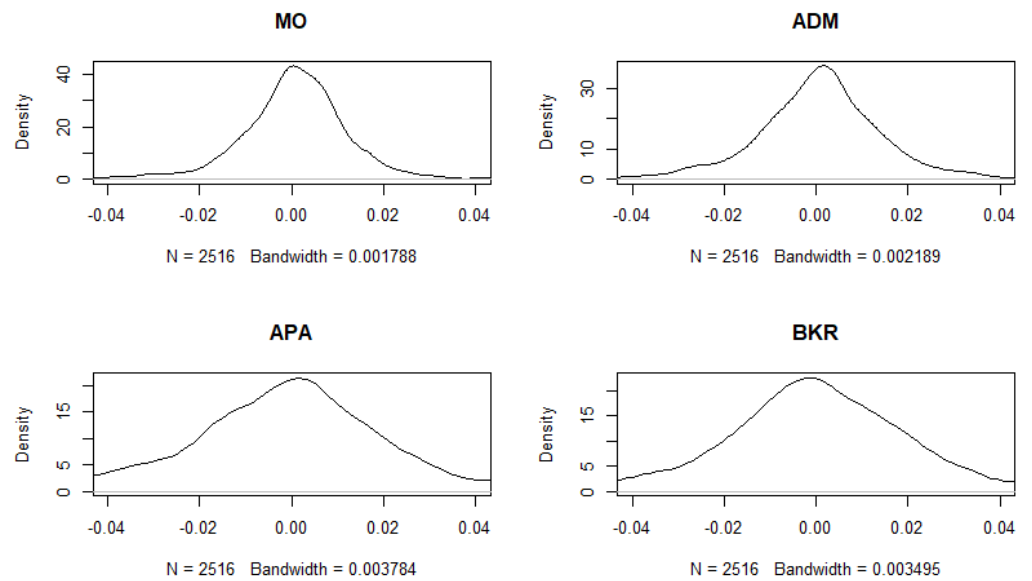 MO
Density
0 20 40
-0.04 -0.02 0.00 0.02 0.04
N = 2516 Bandwidth = 0.001788
ADM
Density
0 10 30
-0.04 -0.02 0.00 0.02 0.04
N = 2516 Bandwidth = 0.002189
APA
Density
0 5 15
-0.04 -0.02 0.00 0.02 0.04
N = 2516 Bandwidth = 0.003784
BKR
Density
0 5 15
-0.04 -0.02 0.00 0.02 0.04
N = 2516 Bandwidth = 0.003495